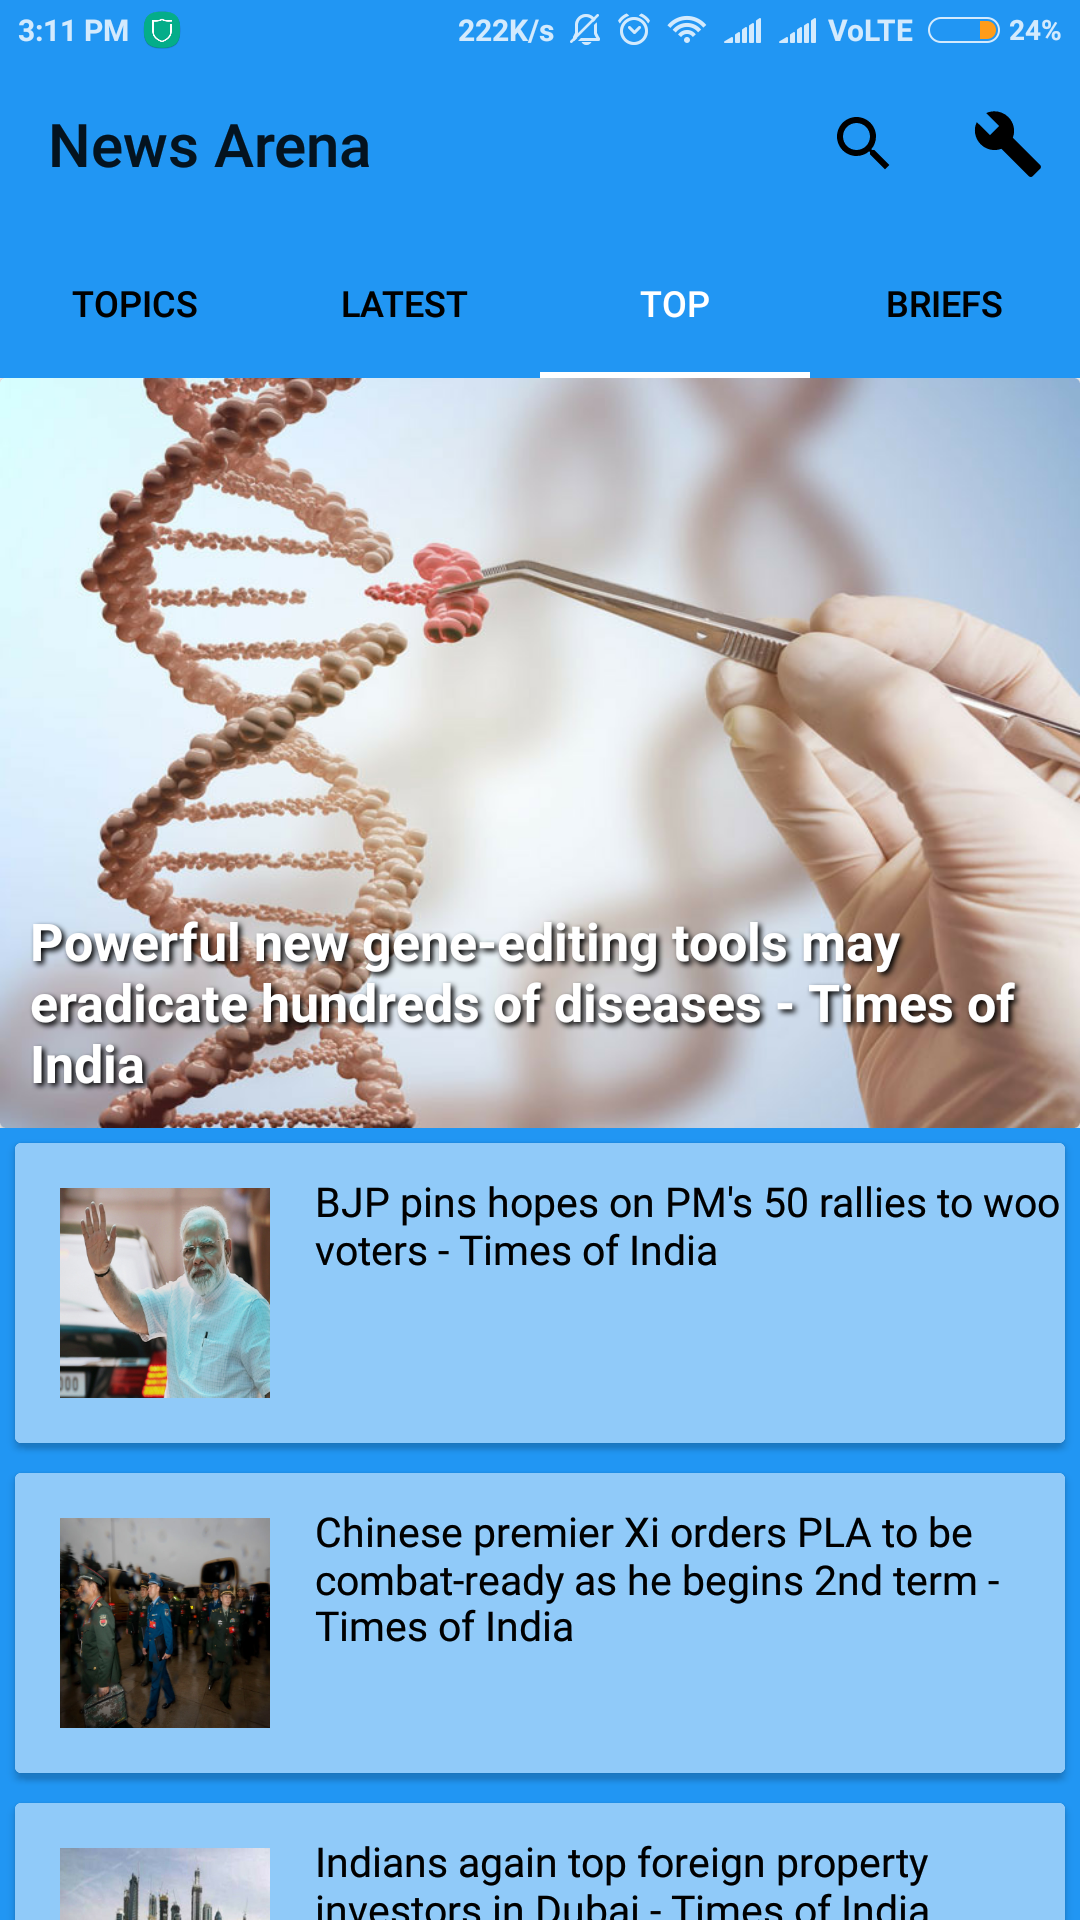 3:11 PM 222K/s VoLTE 24%
News Arena
TOPICS LATEST TOP BRIEFS
Powerful new gene-editing tools may
eradicate hundreds of diseases - Times of
India
BJP pins hopes on PM's 50 rallies to woo
voters - Times of India
Chinese premier Xi orders PLA to be
combat-ready as he begins 2nd term -
Times of India
Indians again top foreign property
investors in Dubai - Times of India